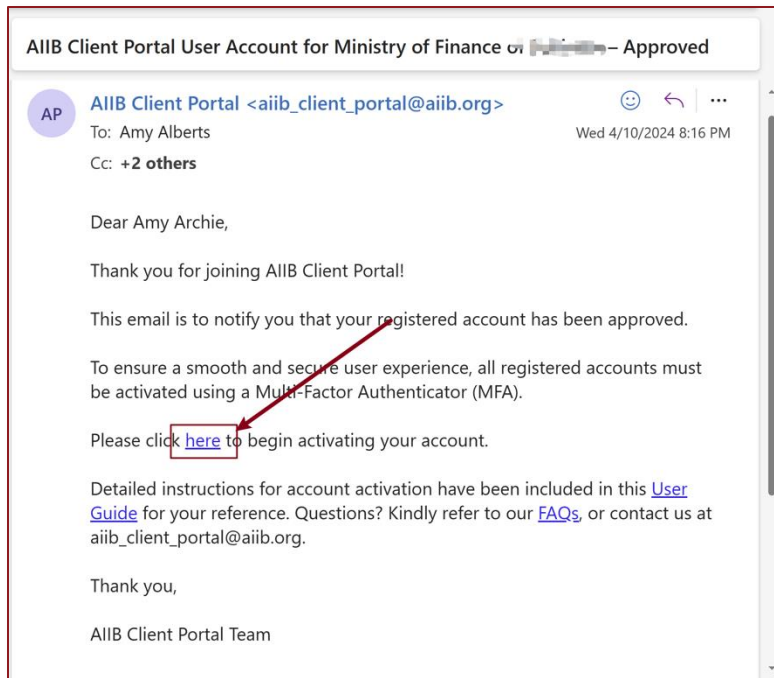 AIIB Client Portal User Account for Ministry of Finance of – Approved
AP
AIIB Client Portal <aiib_client_portal@aiib.org>
To: Amy Alberts
Wed 4/10/2024 8:16 PM
Cc: +2 others
Dear Amy Archie,
Thank you for joining AIIB Client Portal!
This email is to notify you that your registered account has been approved.
To ensure a smooth and secure user experience, all registered accounts must
be activated using a Multi-Factor Authenticator (MFA).
Please click here to begin activating your account.
Detailed instructions for account activation have been included in this User
Guide for your reference. Questions? Kindly refer to our FAQs, or contact us at
aiib_client_portal@aiib.org.
Thank you,
AIIB Client Portal Team